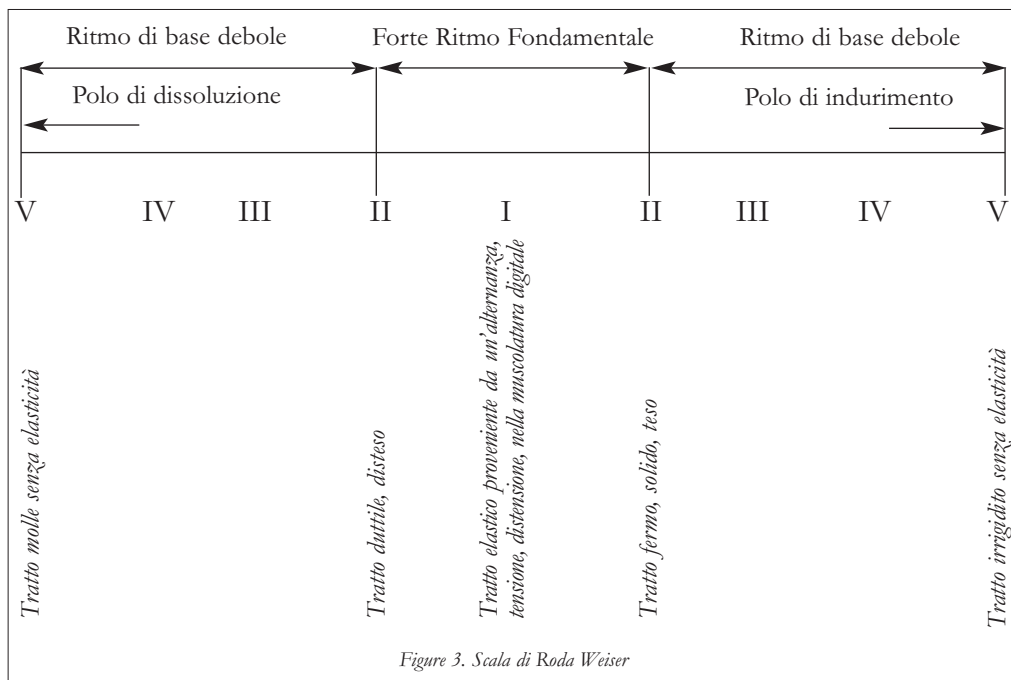 Ritmo di base debole Forte Ritmo Fondamentale Ritmo di base debole
Polo di dissoluzione Polo di indurimento
V IV III II I II III IV V
Tratto molle senza elasticità
Tratto duttile, disteso
Tratto elastico proveniente da un'alternanza,
tensione, distensione, nella muscolatura digitale
Tratto fermo, solido, teso
Tratto irrigidito senza elasticità
Figure 3. Scala di Roda Weiser